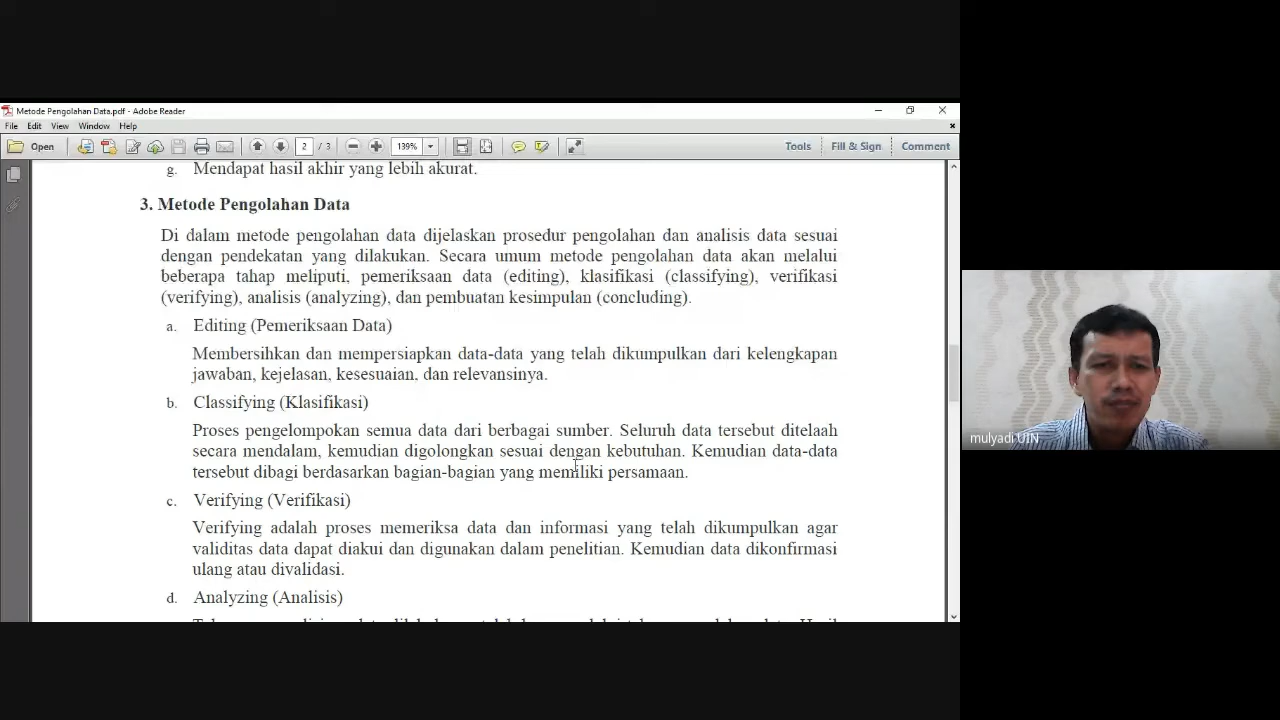 Metode Pengolahan Data.pdf - Adobe Reader
File Edit View Window Help
Open 2 / 3 139% Tools Fill & Sign Comment
g. Mendapat hasil akhir yang lebih akurat.
3. Metode Pengolahan Data
Di dalam metode pengolahan data dijelaskan prosedur pengolahan dan analisis data sesuai
dengan pendekatan yang dilakukan. Secara umum metode pengolahan data akan melalui
beberapa tahap meliputi, pemeriksaan data (editing), klasifikasi (classifying), verifikasi
(verifying), analisis (analyzing), dan pembuatan kesimpulan (concluding).
a. Editing (Pemeriksaan Data)
Membersihkan dan mempersiapkan data-data yang telah dikumpulkan dari kelengkapan
jawaban, kejelasan, kesesuaian, dan relevansinya.
b. Classifying (Klasifikasi)
Proses pengelompokan semua data dari berbagai sumber. Seluruh data tersebut ditelaah
secara mendalam, kemudian digolongkan sesuai dengan kebutuhan. Kemudian data-data
tersebut dibagi berdasarkan bagian-bagian yang memiliki persamaan.
c. Verifying (Verifikasi)
Verifying adalah proses memeriksa data dan informasi yang telah dikumpulkan agar
validitas data dapat diakui dan digunakan dalam penelitian. Kemudian data dikonfirmasi
ulang atau divalidasi.
d. Analyzing (Analisis)
mulyadi UIN